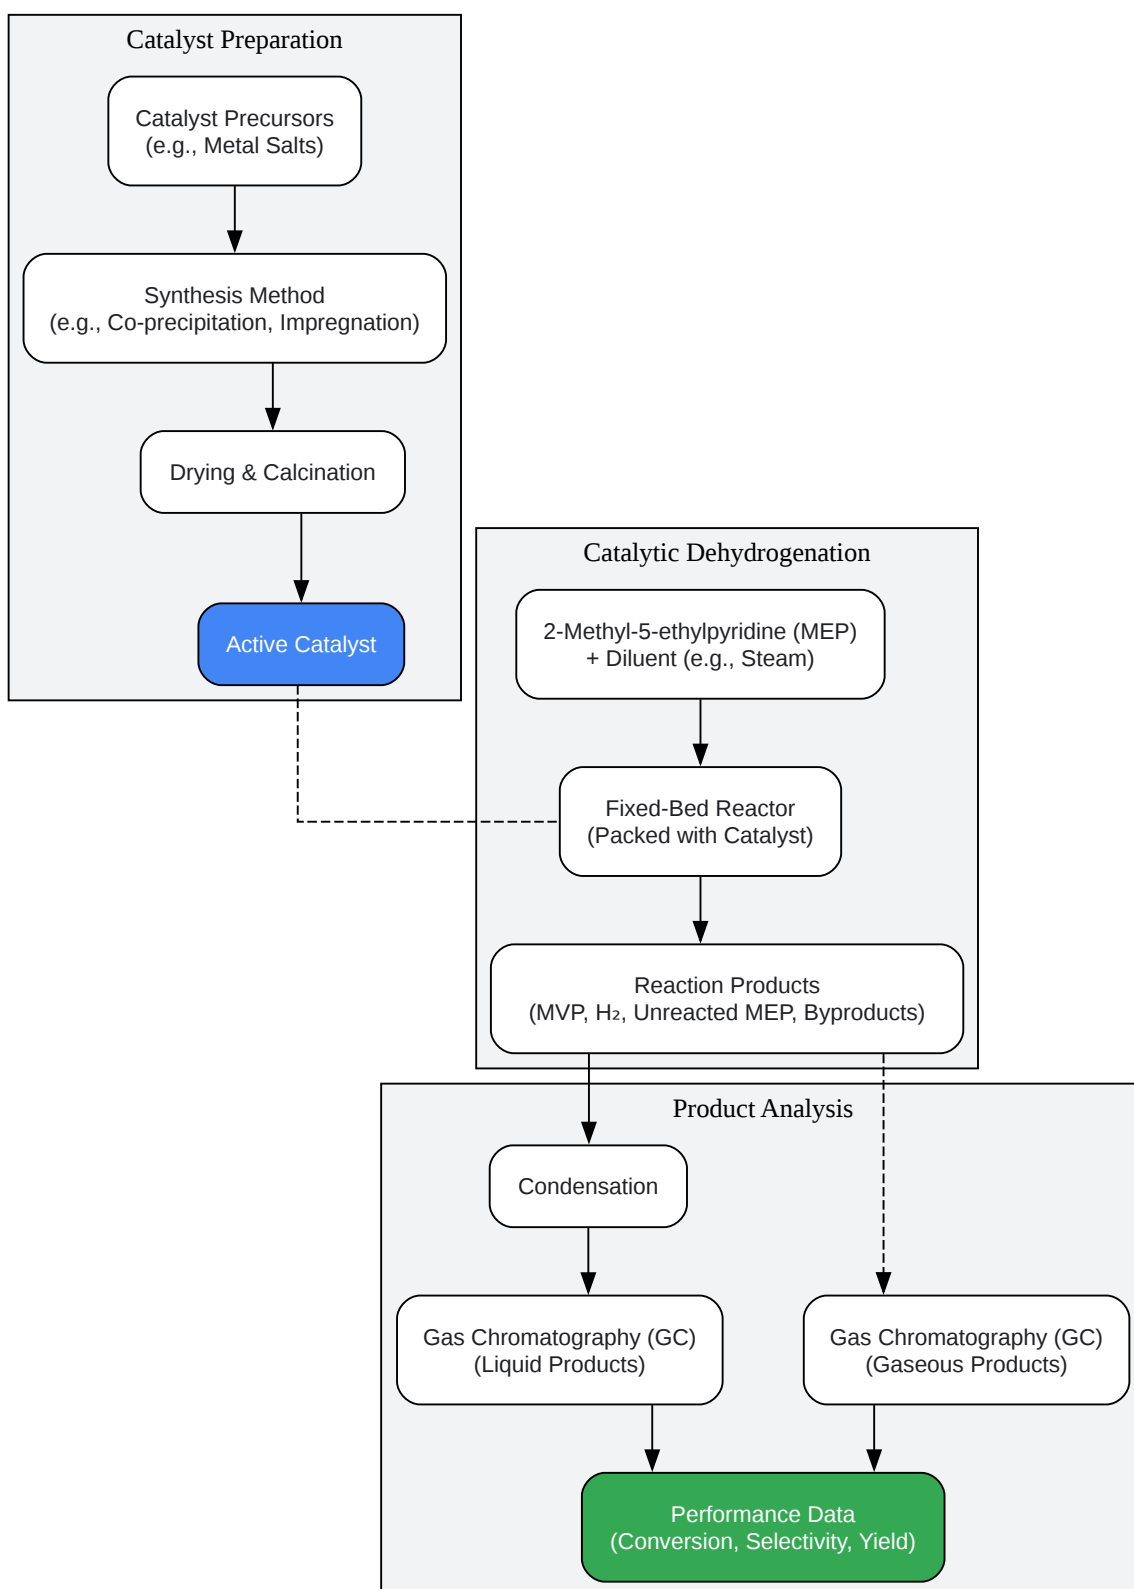 Catalyst Preparation
Catalyst Precursors
(e.g., Metal Salts)
Synthesis Method
(e.g., Co-precipitation, Impregnation)
Drying & Calcination
Active Catalyst
Catalytic Dehydrogenation
2-Methyl-5-ethylpyridine (MEP)
+ Diluent (e.g., Steam)
Fixed-Bed Reactor
(Packed with Catalyst)
Reaction Products
(MVP, H₂, Unreacted MEP, Byproducts)
Product Analysis
Condensation
Gas Chromatography (GC)
(Liquid Products)
Gas Chromatography (GC)
(Gaseous Products)
Performance Data
(Conversion, Selectivity, Yield)